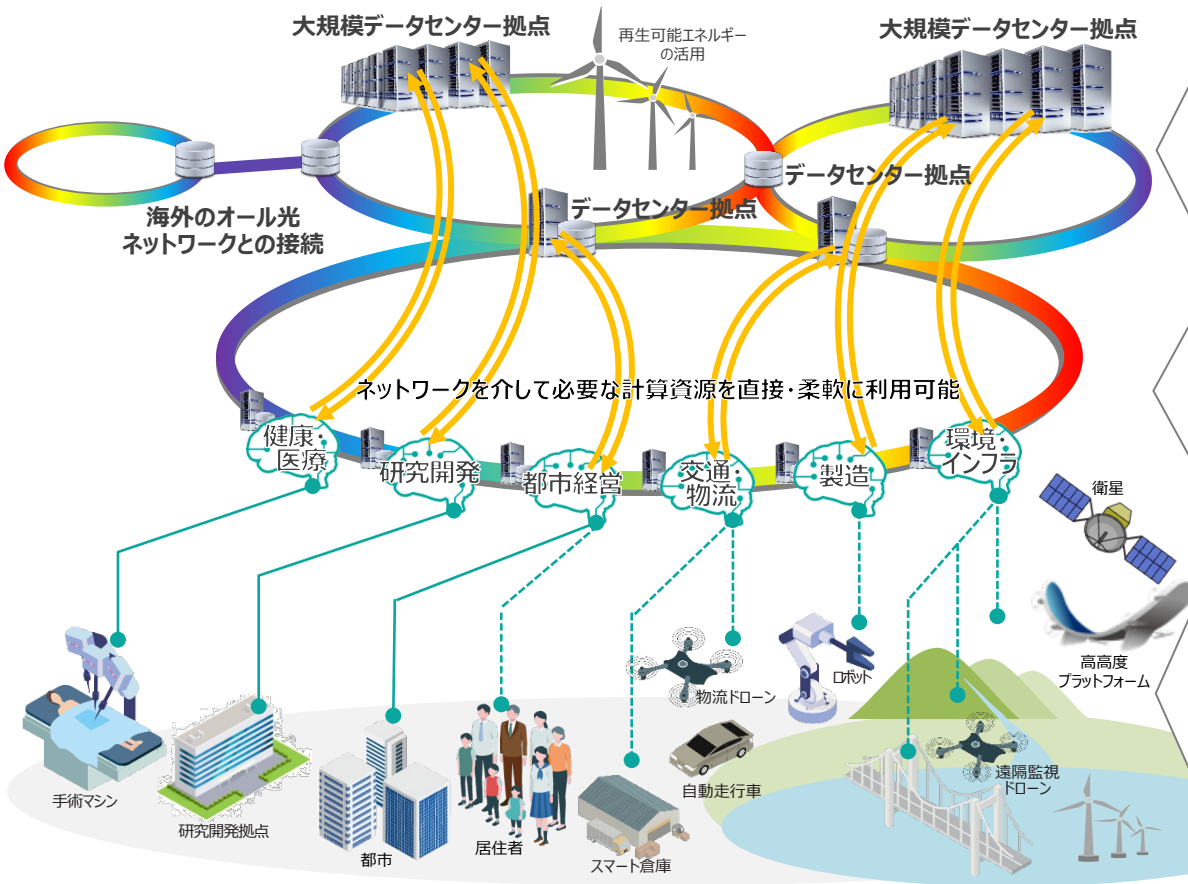 大規模データセンター拠点
再生可能エネルギー
の活用
大規模データセンター拠点
データセンター拠点
データセンター拠点
海外のオール光
ネットワークとの接続
ネットワークを介して必要な計算資源を直接・柔軟に利用可能
健康・
医療
研究開発
都市経営
交通・
物流
製造
環境・
インフラ
衛星
高高度
プラットフォーム
物流ドローン
ロボット
自動走行車
遠隔監視
ドローン
手術マシン
研究開発拠点
都市
居住者
スマート倉庫